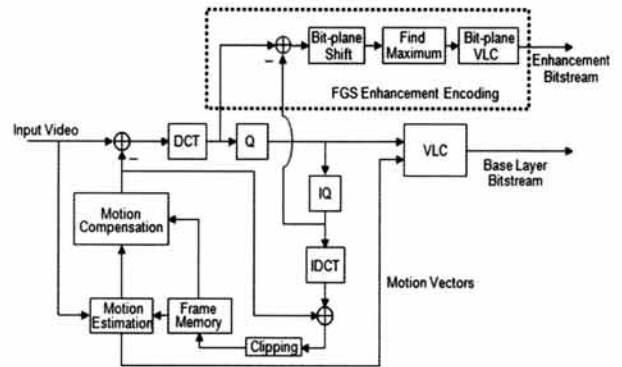 Bit-plane
Shift
Find
Maximum
Bit-plane
VLC
Enhancement
Bitstream
FGS Enhancement Encoding
Input Video
DCT
Q
VLC
Base Layer
Bitstream
IQ
Motion
Compensation
IDCT
Motion Vectors
Motion
Estimation
Frame
Memory
Clipping